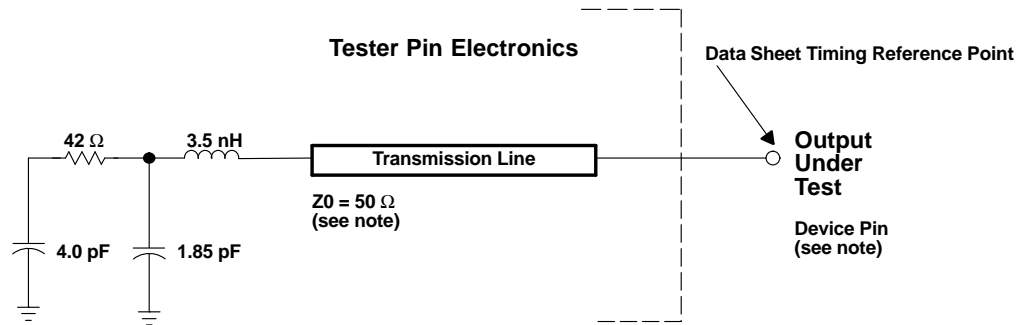 Tester Pin Electronics
Data Sheet Timing Reference Point
42 Ω
3.5 nH
Transmission Line
Output
Under
Test
Z0 = 50 Ω
(see note)
Device Pin
(see note)
4.0 pF
1.85 pF